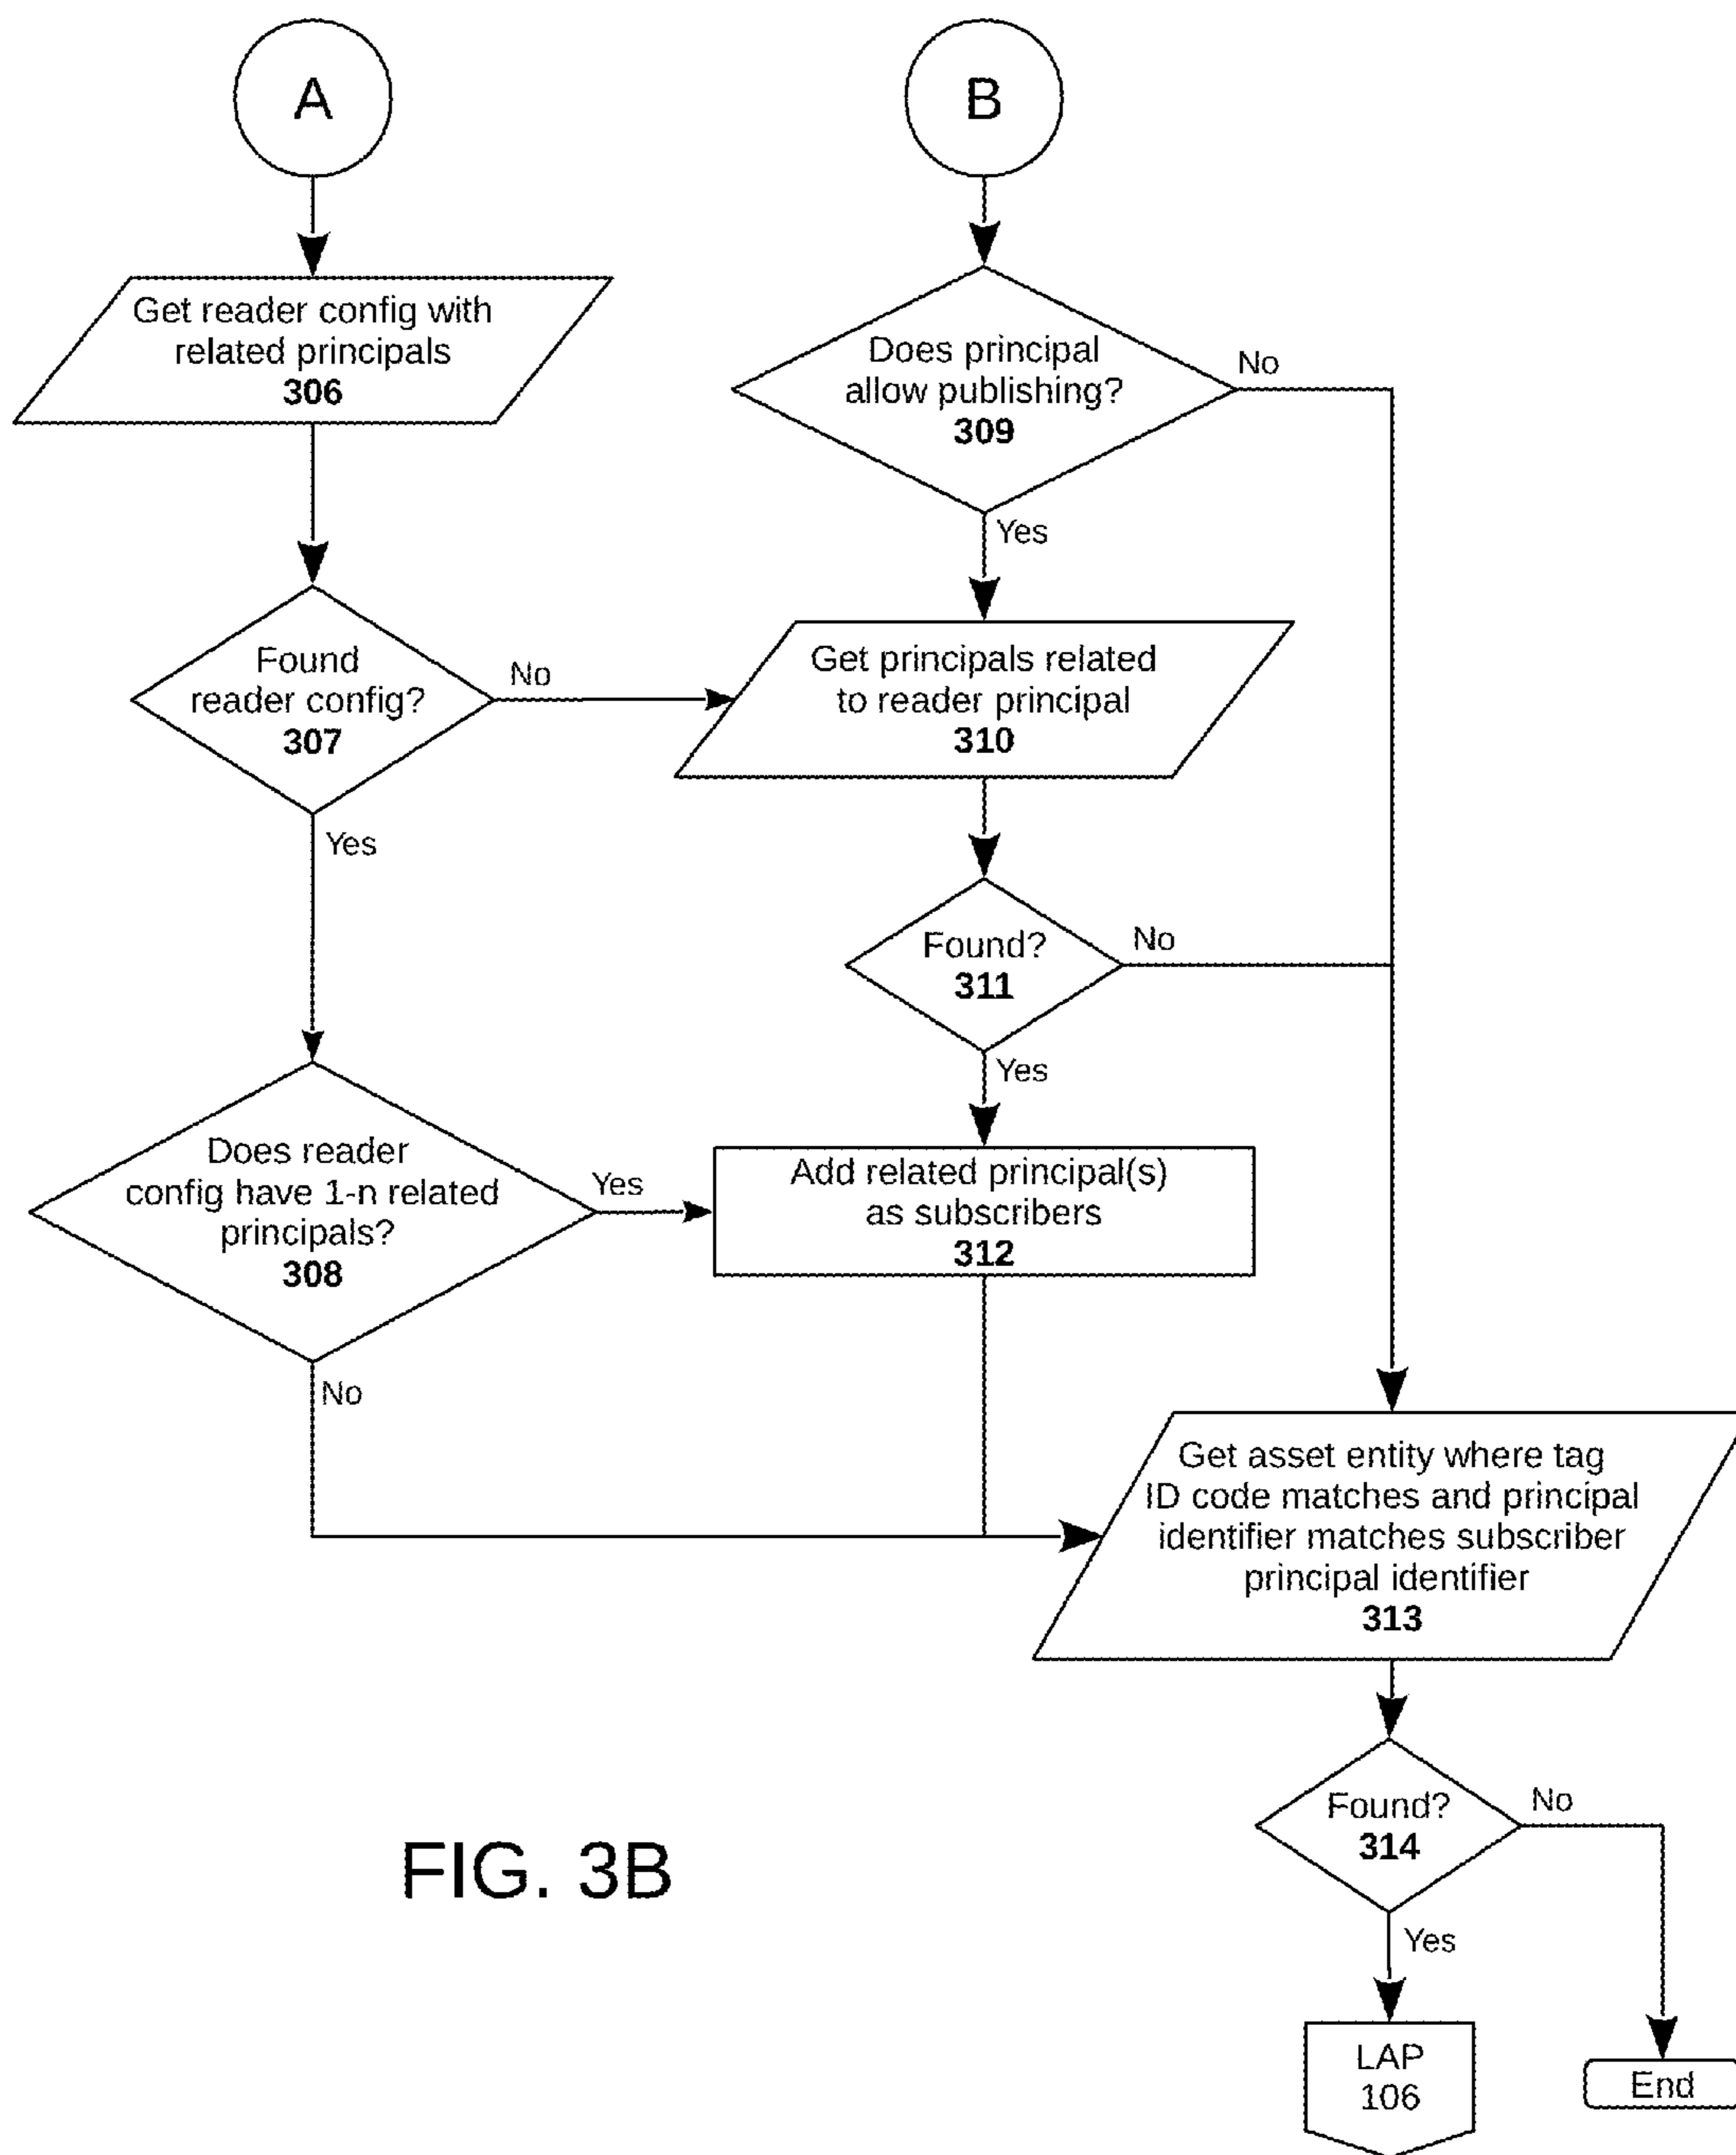 A
B
Get reader config with
related principals
306
Does principal
allow publishing?
309
No
Yes
Found
reader config?
307
No
Yes
Get principals related
to reader principal
310
Found?
311
No
Yes
Does reader
config have 1-n related
principals?
308
Yes
No
Add related principal(s)
as subscribers
312
Get asset entity where tag
ID code matches and principal
identifier matches subscriber
principal identifier
313
Found?
314
No
Yes
LAP
106
End
FIG. 3B